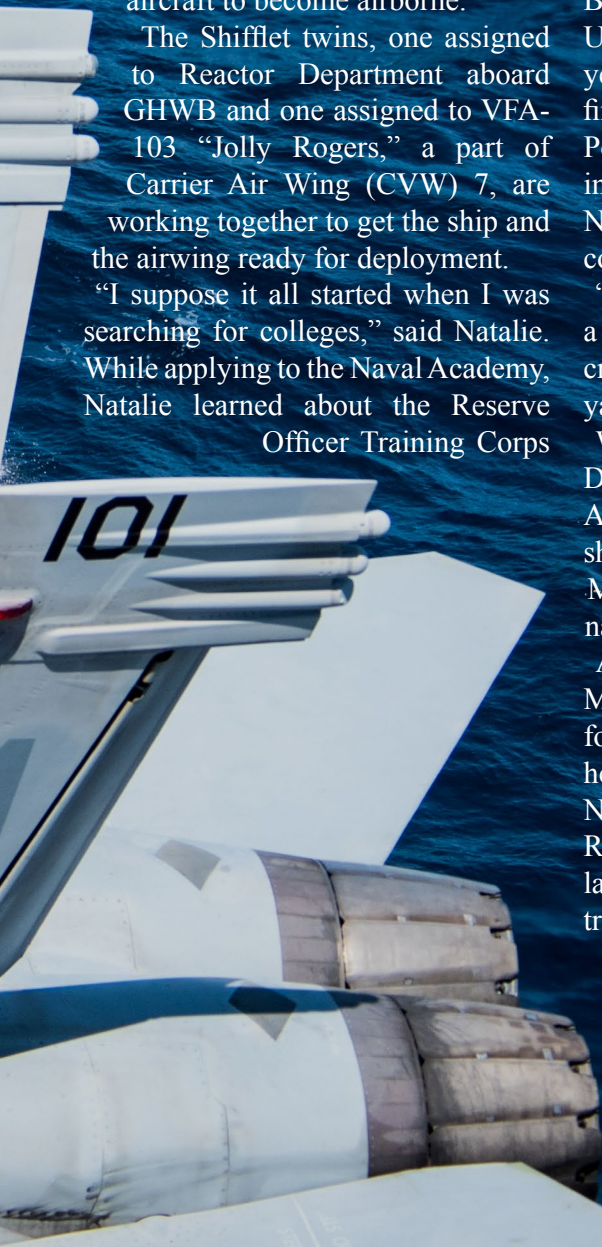 aircraft to become airborne.
The Shifflet twins, one assigned
to Reactor Department aboard
GHWB and one assigned to VFA-
103 “Jolly Rogers,” a part of
Carrier Air Wing (CVW) 7, are
working together to get the ship and
the airwing ready for deployment.
“I suppose it all started when I was
searching for colleges,” said Natalie.
While applying to the Naval Academy,
Natalie learned about the Reserve
Officer Training Corps
101